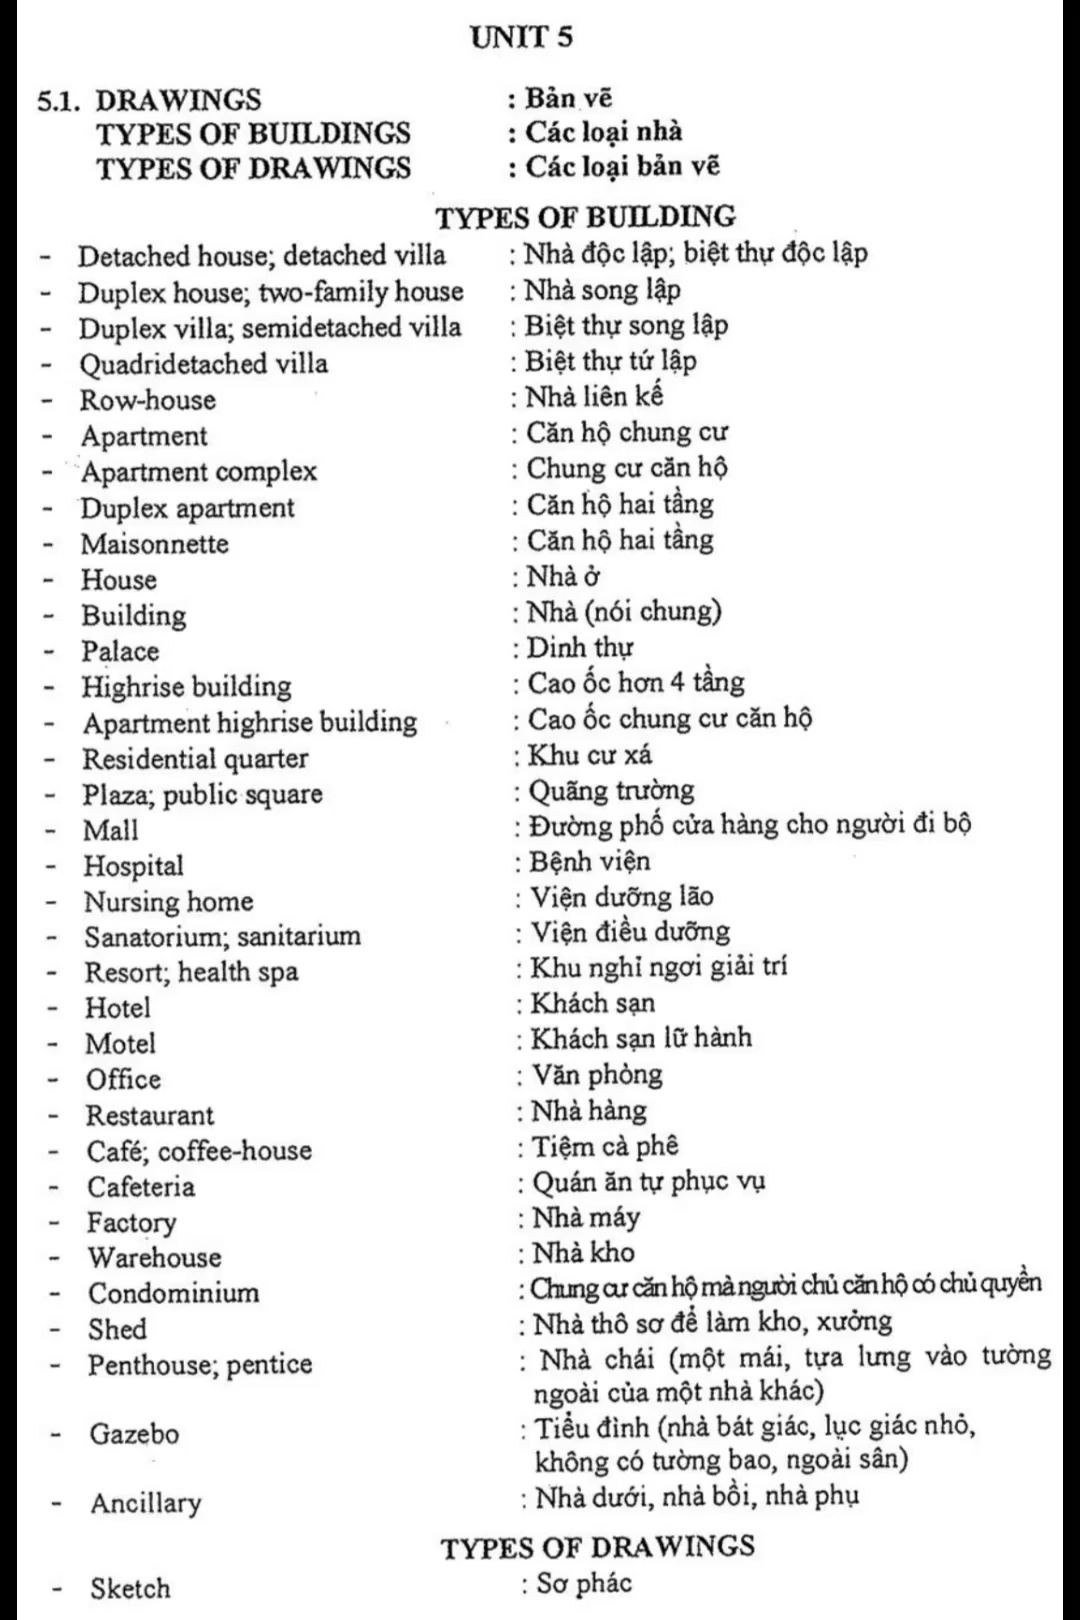 UNIT 5
5.1. DRAWINGS : Bản vẽ
TYPES OF BUILDINGS : Các loại nhà
TYPES OF DRAWINGS : Các loại bản vẽ
TYPES OF BUILDING
- Detached house; detached villa : Nhà độc lập; biệt thự độc lập
- Duplex house; two-family house : Nhà song lập
- Duplex villa; semidetached villa : Biệt thự song lập
- Quadridetached villa : Biệt thự tứ lập
- Row-house : Nhà liên kế
- Apartment : Căn hộ chung cư
- Apartment complex : Chung cư căn hộ
- Duplex apartment : Căn hộ hai tầng
- Maisonnette : Căn hộ hai tầng
- House : Nhà ở
- Building : Nhà (nói chung)
- Palace : Dinh thự
- Highrise building : Cao ốc hơn 4 tầng
- Apartment highrise building : Cao ốc chung cư căn hộ
- Residential quarter : Khu cư xá
- Plaza; public square : Quãng trường
- Mall : Đường phố cửa hàng cho người đi bộ
- Hospital : Bệnh viện
- Nursing home : Viện dưỡng lão
- Sanatorium; sanitarium : Viện điều dưỡng
- Resort; health spa : Khu nghỉ ngơi giải trí
- Hotel : Khách sạn
- Motel : Khách sạn lữ hành
- Office : Văn phòng
- Restaurant : Nhà hàng
- Café; coffee-house : Tiệm cà phê
- Cafeteria : Quán ăn tự phục vụ
- Factory : Nhà máy
- Warehouse : Nhà kho
- Condominium : Chung cư căn hộ mà người chủ căn hộ có chủ quyền
- Shed : Nhà thô sơ để làm kho, xưởng
- Penthouse; pentice : Nhà chái (một mái, tựa lưng vào tường
ngoài của một nhà khác)
- Gazebo : Tiểu đình (nhà bát giác, lục giác nhỏ,
không có tường bao, ngoài sân)
- Ancillary : Nhà dưới, nhà bồi, nhà phụ
TYPES OF DRAWINGS
- Sketch : Sơ phác